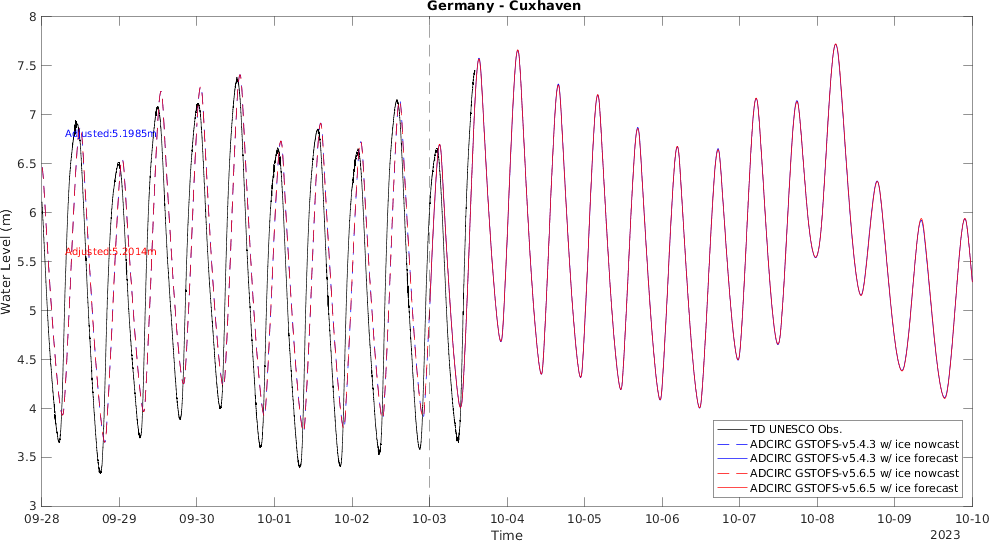 Germany - Cuxhaven
8
7.5
7
6.5
6
5.5
5
4.5
4
3.5
3
Water Level (m)
Adjusted:5.1985m
Adjusted:5.2014m
TD UNESCO Obs.
ADCIRC GSTOFS-v5.4.3 w/ ice nowcast
ADCIRC GSTOFS-v5.4.3 w/ ice forecast
ADCIRC GSTOFS-v5.6.5 w/ ice nowcast
ADCIRC GSTOFS-v5.6.5 w/ ice forecast
09-28 09-29 09-30 10-01 10-02 10-03 10-04 10-05 10-06 10-07 10-08 10-09 10-10
Time
2023